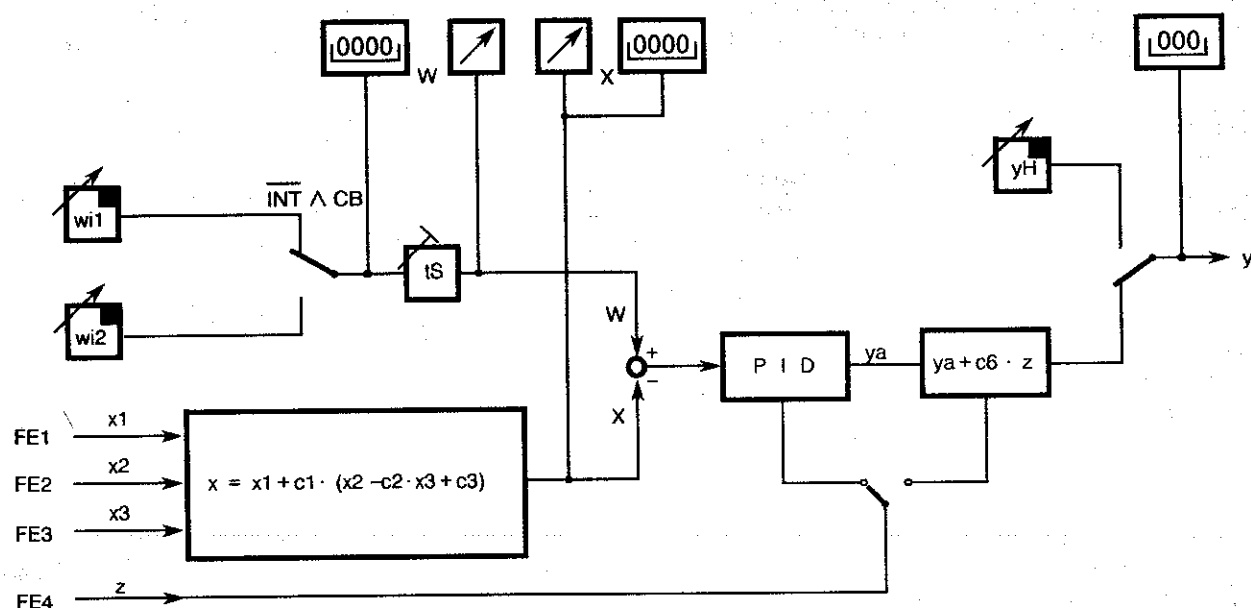 0000
W
X
0000
000
yH
wi1
INT ∧ CB
tS
y
wi2
W
+
−
P I D
ya
ya + c6 · z
X
FE1
x1
FE2
x2
x = x1 + c1 · (x2 − c2 · x3 + c3)
FE3
x3
FE4
z